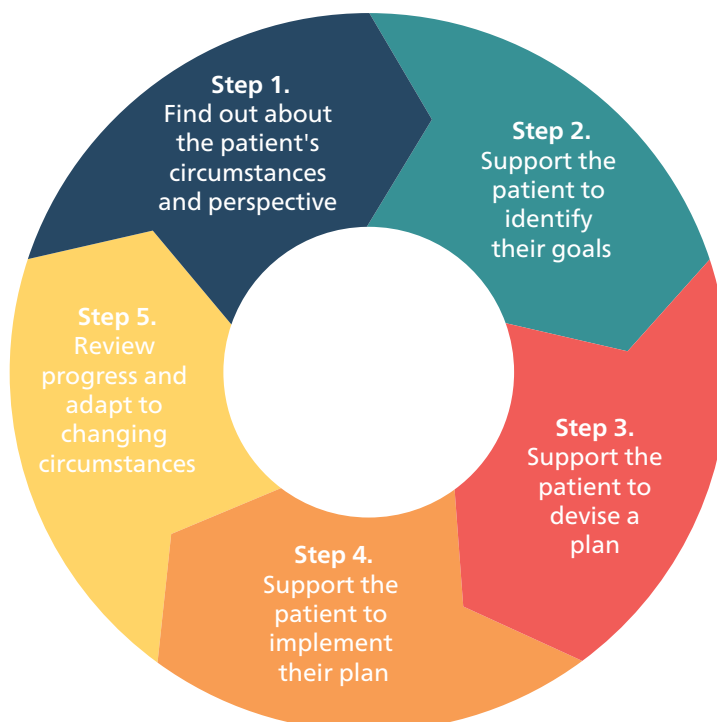 Step 1.
Find out about
the patient's
circumstances
and perspective
Step 2.
Support the
patient to
identify
their goals
Step 3.
Support the
patient to
devise a
plan
Step 4.
Support the
patient to
implement
their plan
Step 5.
Review
progress and
adapt to
changing
circumstances